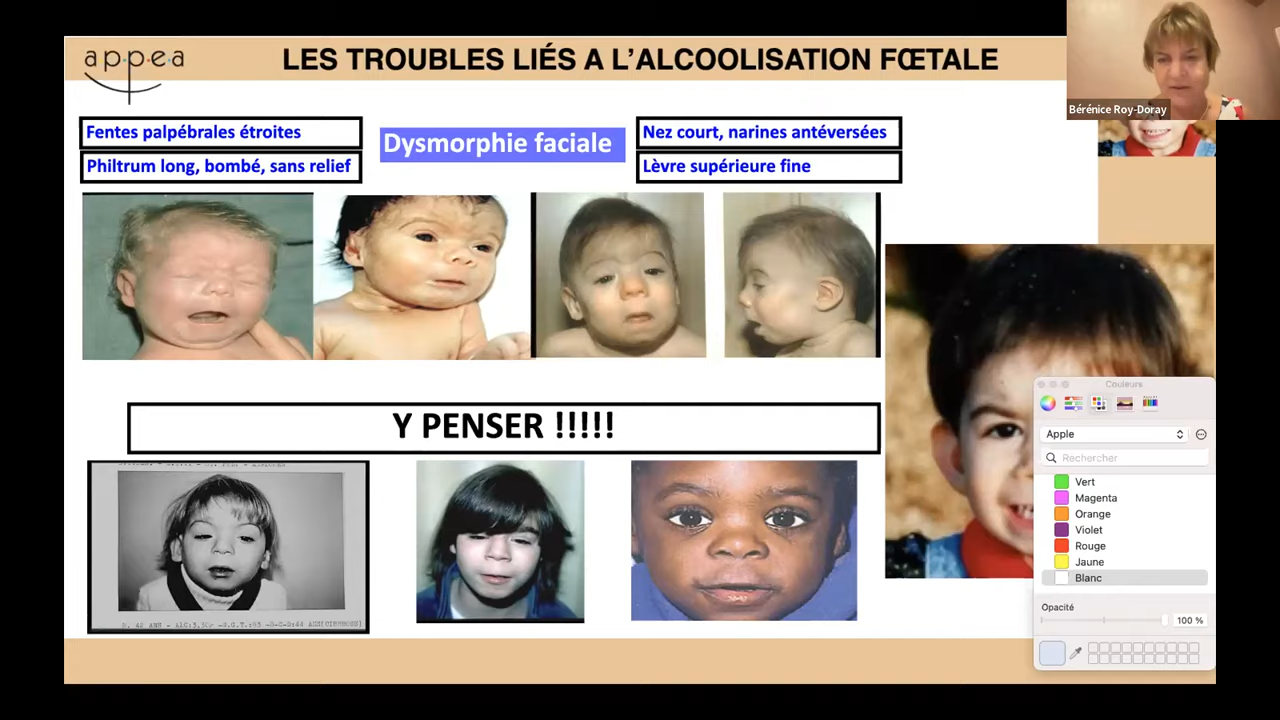 appea
LES TROUBLES LIÉS A L'ALCOOLISATION FŒTALE
Bérénice Roy-Doray
Fentes palpébrales étroites
Philtrum long, bombé, sans relief
Dysmorphie faciale
Nez court, narines antéversées
Lèvre supérieure fine
Y PENSER !!!!!
Couleurs
Apple
Rechercher
Vert
Magenta
Orange
Violet
Rouge
Jaune
Blanc
Opacité
100 %